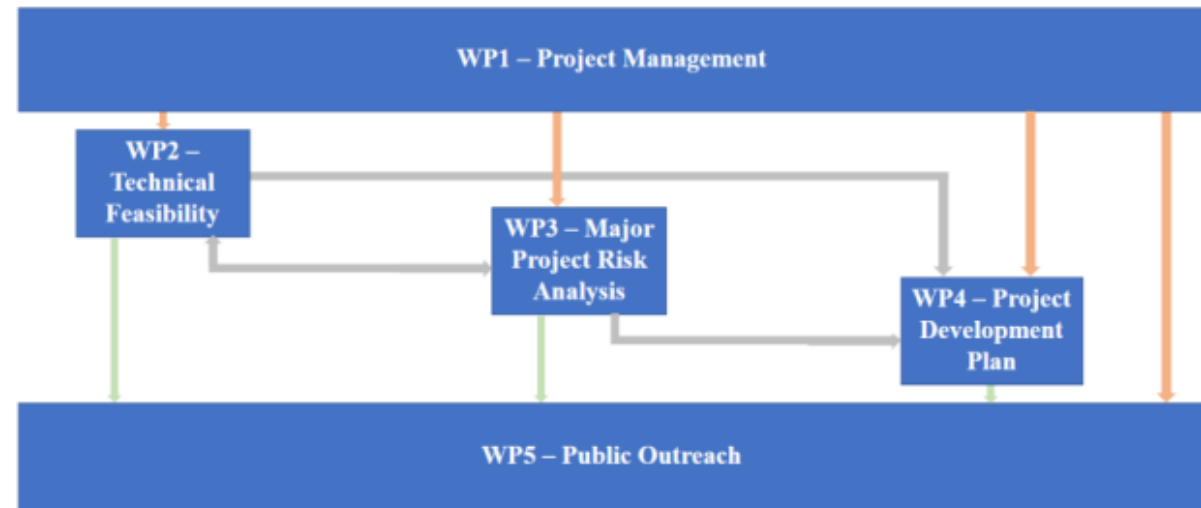 WP1 – Project Management
WP2 –
Technical
Feasibility
WP3 – Major
Project Risk
Analysis
WP4 – Project
Development
Plan
WP5 – Public Outreach